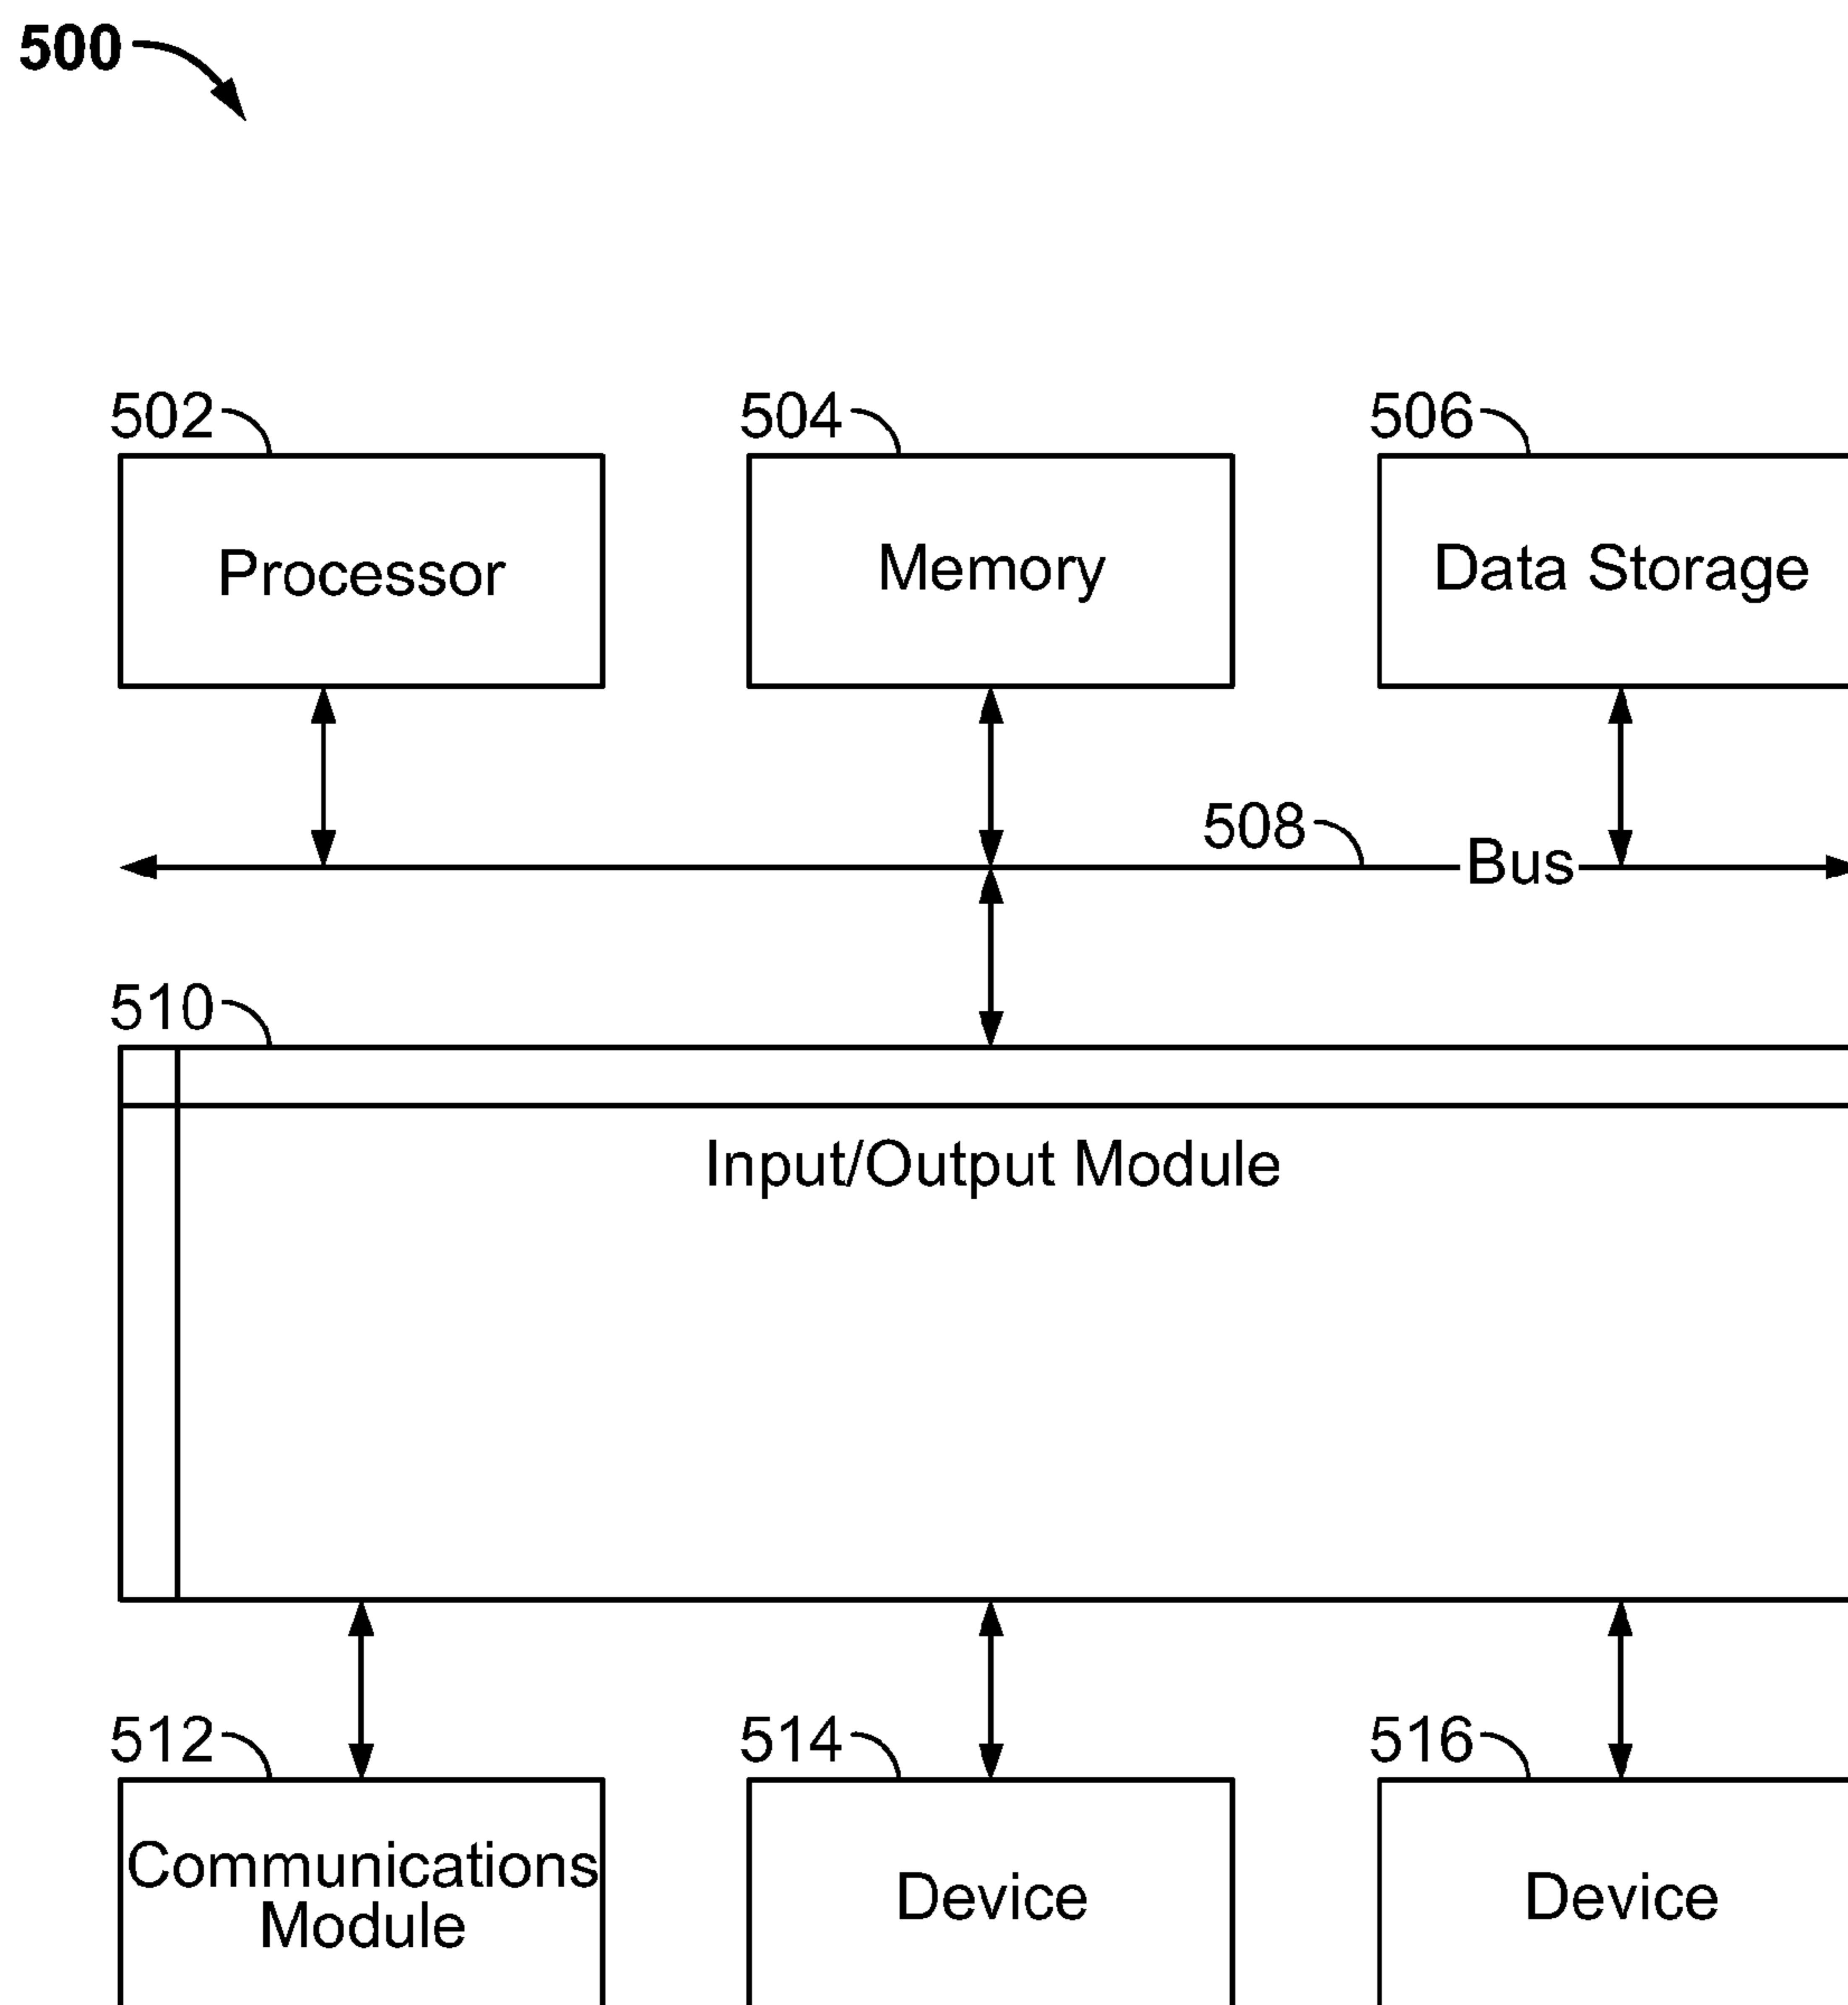 500
502
504
506
Processor
Memory
Data Storage
508
Bus
510
Input/Output Module
512
514
516
Communications
Module
Device
Device